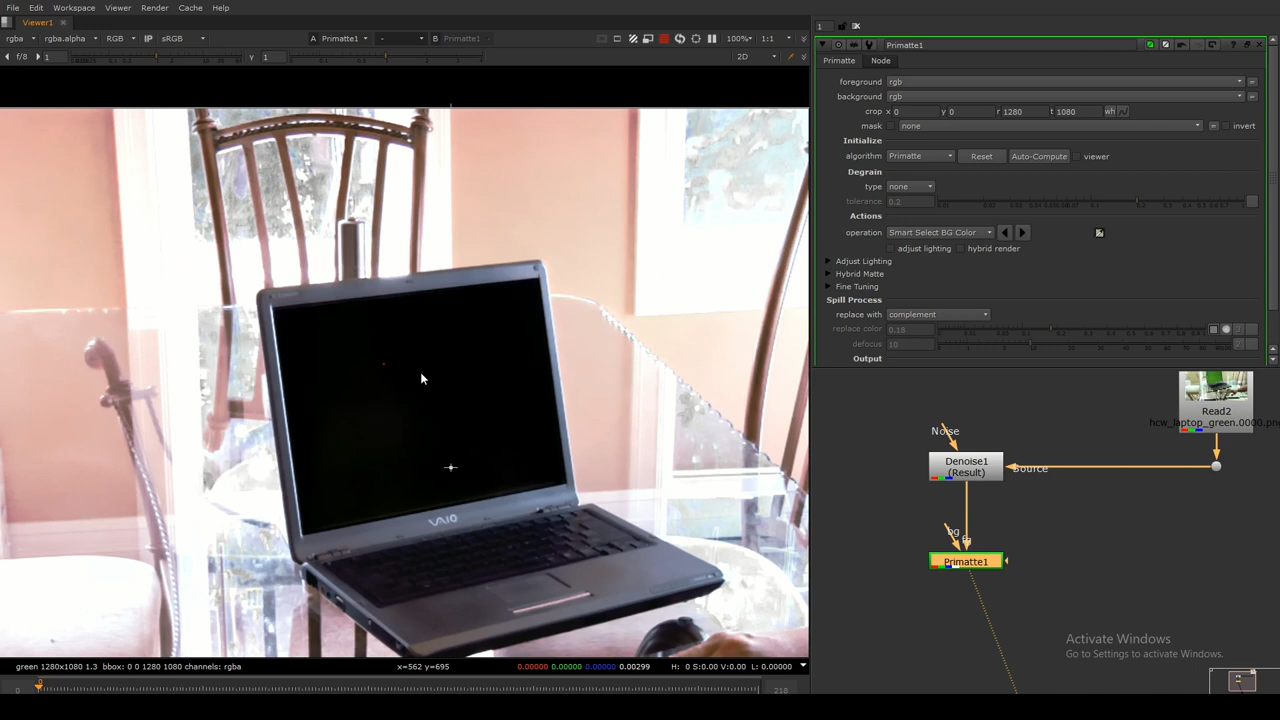 File Edit Workspace Viewer Render Cache Help
Viewer1
rgba rgba.alpha RGB IP sRGB A Primatte1 - B Primatte1 100% 1:1
f/8 1 y 1 2D
1
Primatte1
Primatte Node
foreground rgb
background rgb
crop x 0 y 0 r 1280 t 1080 wh
mask none invert
Initialize
algorithm Primatte Reset Auto-Compute viewer
Degrain
type none
tolerance 0.2
Actions
operation Smart Select BG Color
adjust lighting hybrid render
Adjust Lighting
Hybrid Matte
Fine Tuning
Spill Process
replace with complement
replace color 0.18
defocus 10
Output
Read2
hcw_laptop_green.0000.png
Noise
Denoise1
(Result)
Source
bg
fg
Primatte1
VAIO
Activate Windows
Go to Settings to activate Windows.
green 1280x1080 1.3 bbox: 0 0 1280 1080 channels: rgba x=562 y=695 0.00000 0.00000 0.00000 0.00299 H: 0 S:0.00 V:0.00 L: 0.00000
0 0 218